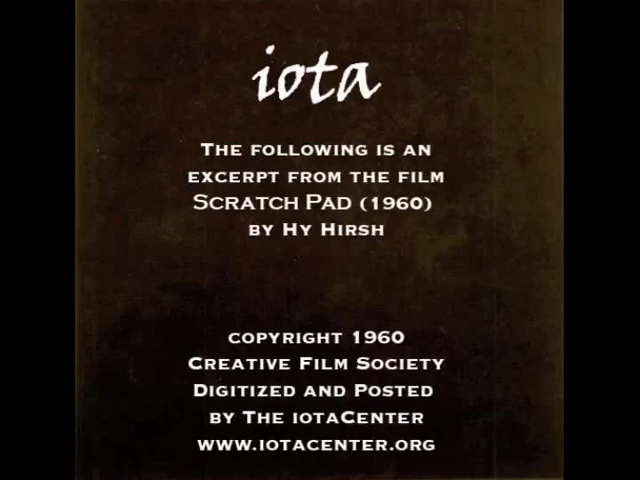 iota
The following is an
excerpt from the film
Scratch Pad (1960)
by Hy Hirsh
copyright 1960
Creative Film Society
Digitized and Posted
by The iotaCenter
www.iotacenter.org